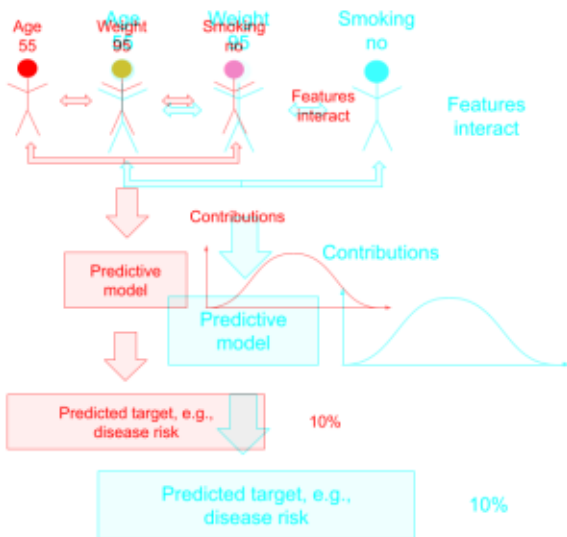 Age
55
Weight
95
Smoking
no
Features
interact
Contributions
Predictive
model
Predicted target, e.g.,
disease risk
10%
Age
55
Weight
95
Smoking
no
Features
interact
Contributions
Predictive
model
Predicted target, e.g.,
disease risk
10%